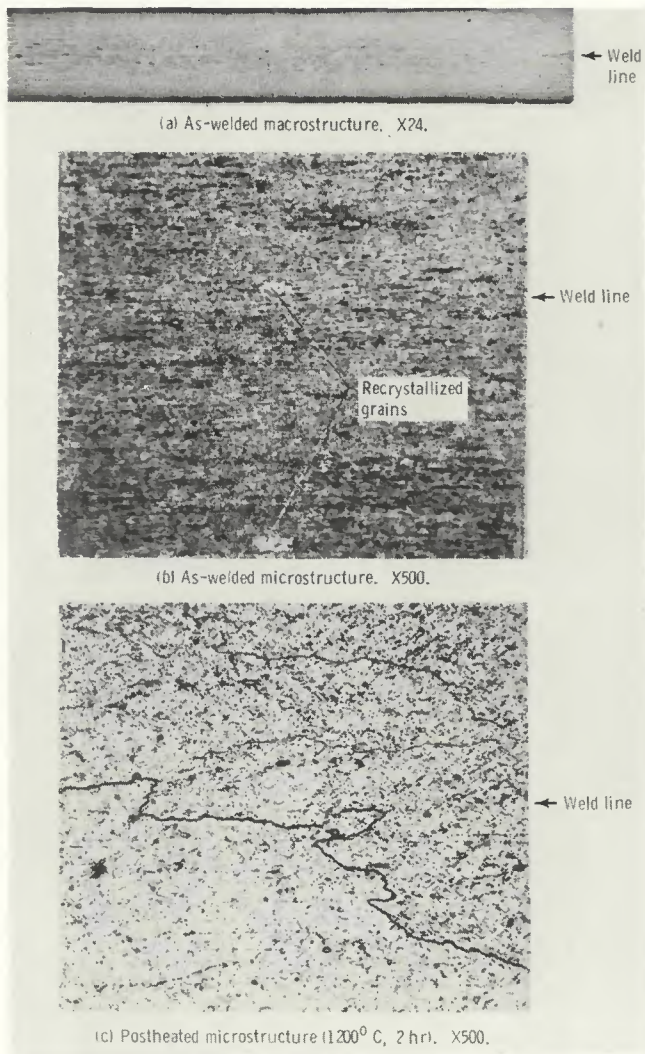 Weld
line
(a) As-welded macrostructure. X24.
Weld line
Recrystallized
grains
(b) As-welded microstructure. X500.
Weld line
(c) Postheated microstructure (1200⁰ C, 2 hr). X500.